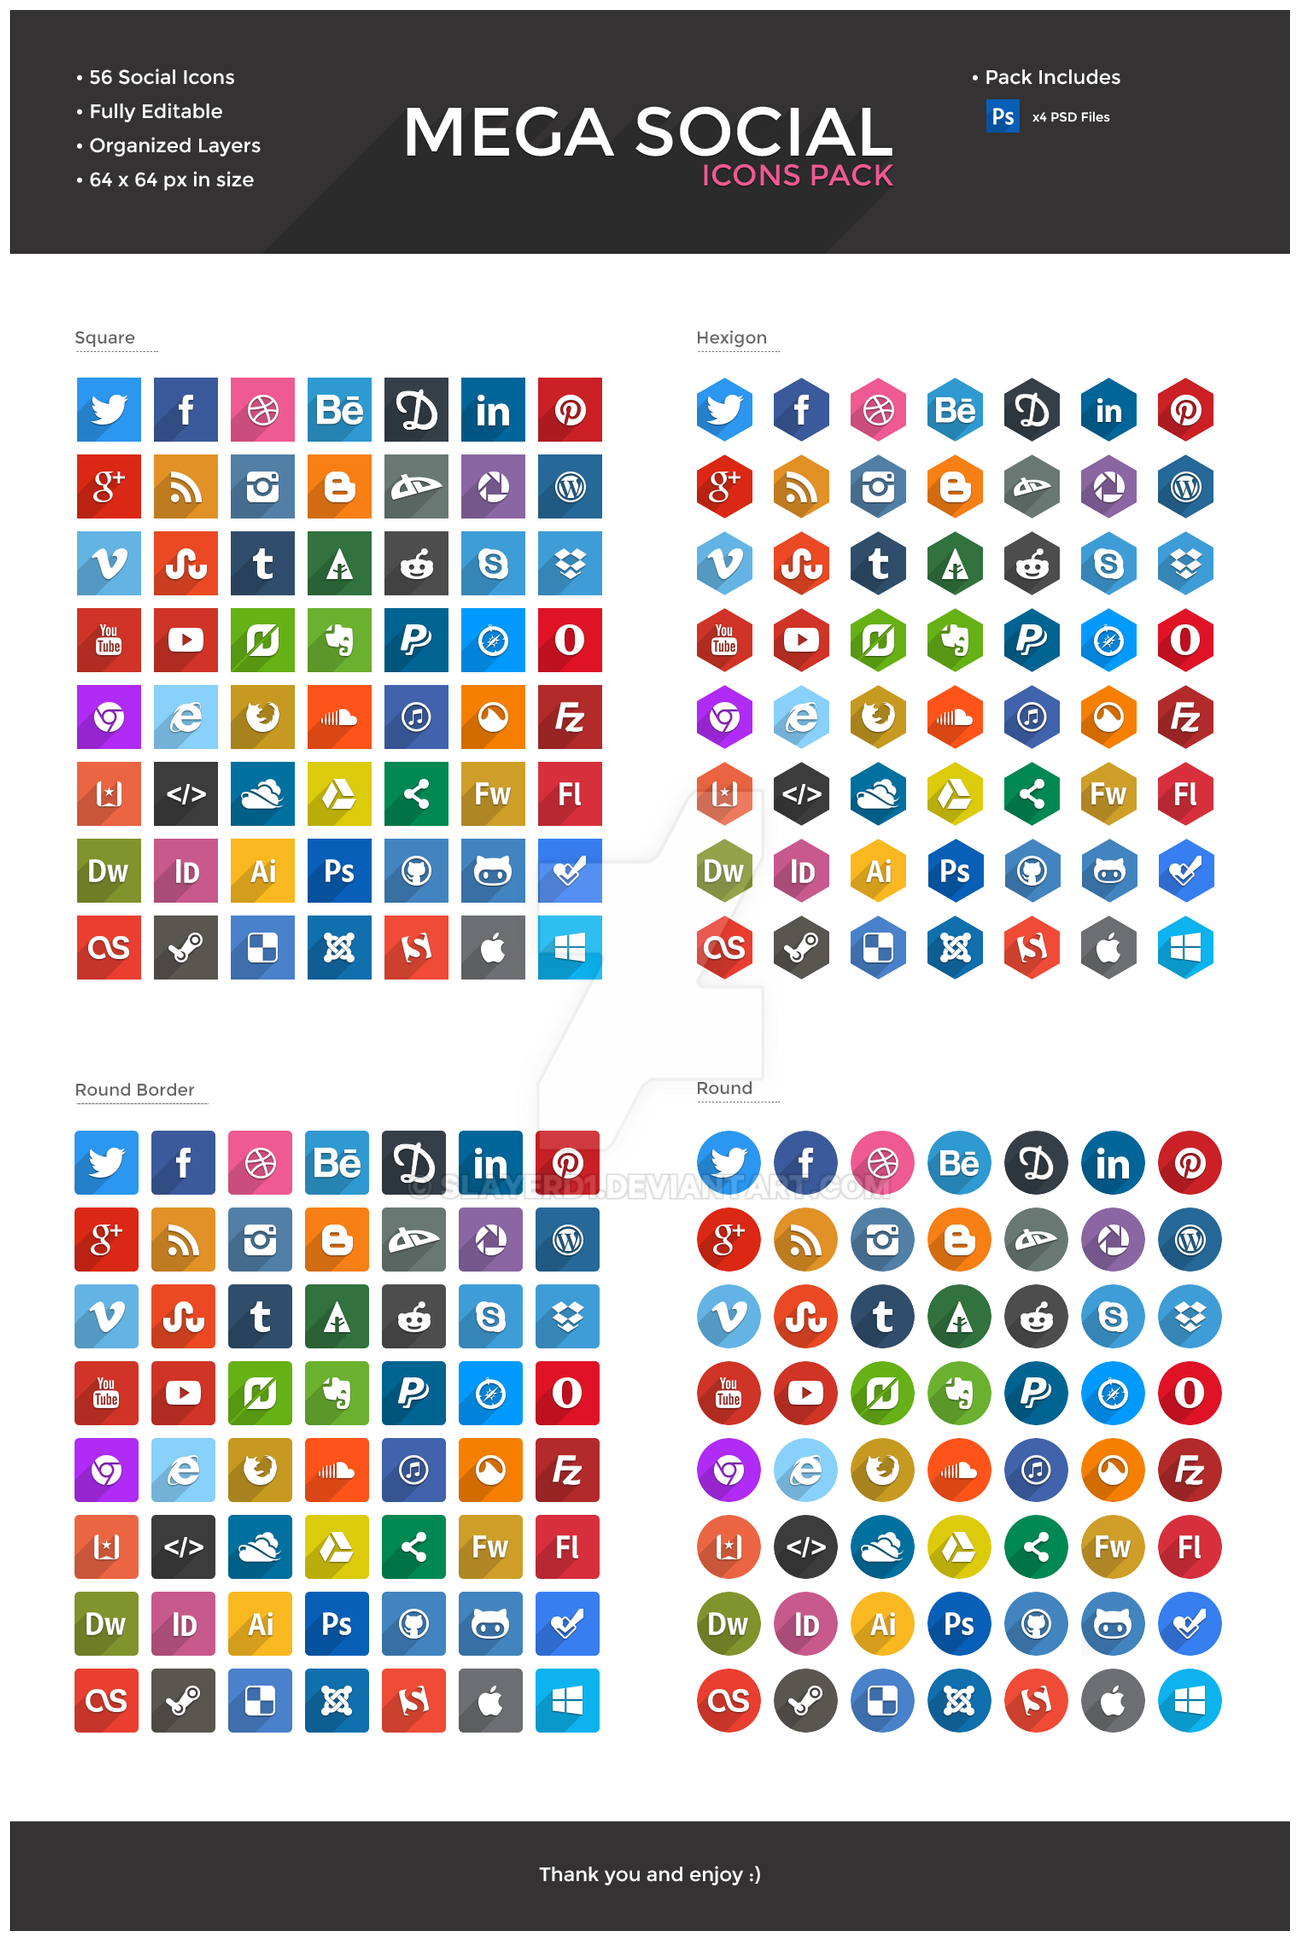 • 56 Social Icons
• Fully Editable
• Organized Layers
• 64 x 64 px in size
MEGA SOCIAL
ICONS PACK
• Pack Includes
Ps x4 PSD Files
Square
f Bē D in
g+ B W
V t S
You
Tube P O
e Fz
</> Fw Fl
Dw ID Ai Ps
Hexigon
f Bē D in
g+ B W
V t S
You
Tube P O
e Fz
</> Fw Fl
Dw ID Ai Ps
Round Border
f Bē D in
g+ B W
V t S
You
Tube P O
e Fz
</> Fw Fl
Dw ID Ai Ps
Round
f Bē D in
g+ B W
V t S
You
Tube P O
e Fz
</> Fw Fl
Dw ID Ai Ps
© SLAYERD1.DEVIANTART.COM
Thank you and enjoy :)